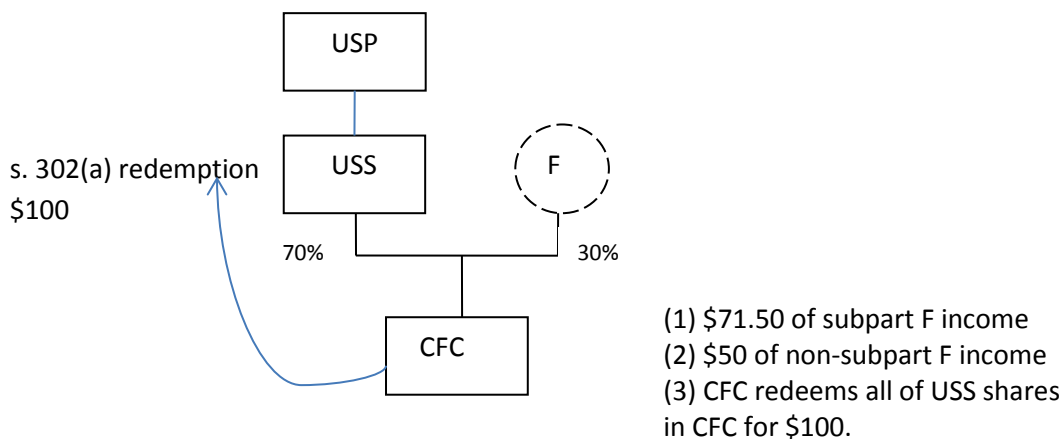 USP
s. 302(a) redemption
$100
USS
F
70%
30%
CFC
(1) $71.50 of subpart F income
(2) $50 of non-subpart F income
(3) CFC redeems all of USS shares
in CFC for $100.